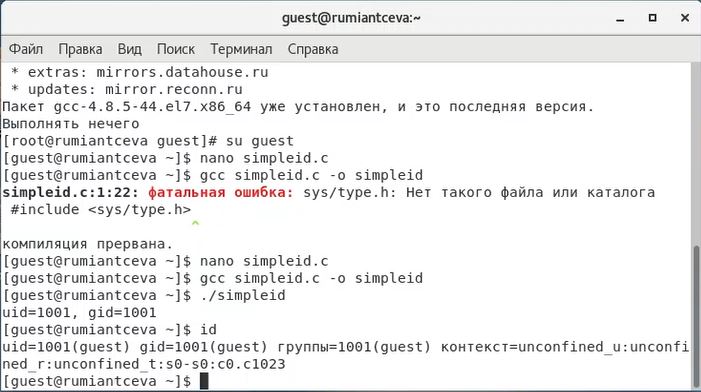 guest@rumiantceva:~
Файл Правка Вид Поиск Терминал Справка
* extras: mirrors.datahouse.ru
* updates: mirror.reconn.ru
Пакет gcc-4.8.5-44.el7.x86_64 уже установлен, и это последняя версия.
Выполнять нечего
[root@rumiantceva guest]# su guest
[guest@rumiantceva ~]$ nano simpleid.c
[guest@rumiantceva ~]$ gcc simpleid.c -o simpleid
simpleid.c:1:22: фатальная ошибка: sys/type.h: Нет такого файла или каталога
#include <sys/type.h>
^
компиляция прервана.
[guest@rumiantceva ~]$ nano simpleid.c
[guest@rumiantceva ~]$ gcc simpleid.c -o simpleid
[guest@rumiantceva ~]$ ./simpleid
uid=1001, gid=1001
[guest@rumiantceva ~]$ id
uid=1001(guest) gid=1001(guest) группы=1001(guest) контекст=unconfined_u:unconfi
ned_r:unconfined_t:s0-s0:c0.c1023
[guest@rumiantceva ~]$